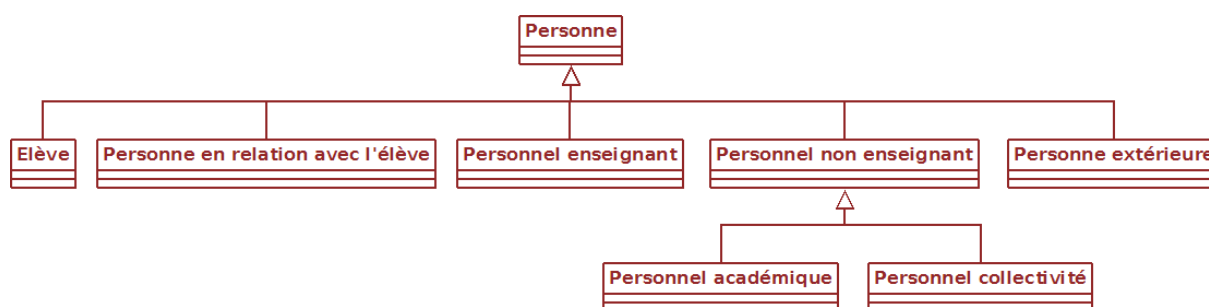 Personne
Elève
Personne en relation avec l'élève
Personnel enseignant
Personnel non enseignant
Personne extérieure
Personnel académique
Personnel collectivité